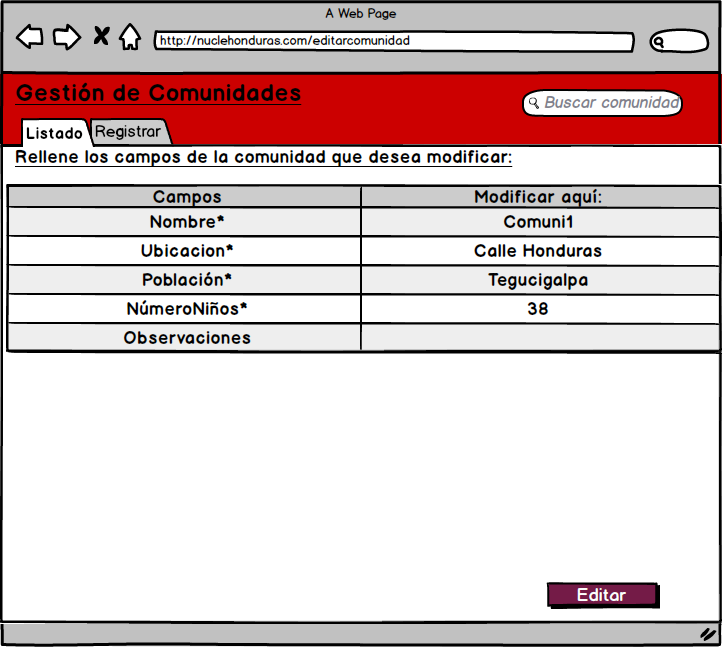 A Web Page
http://nuclehonduras.com/editarcomunidad
Gestión de Comunidades
Buscar comunidad
Listado Registrar
Rellene los campos de la comunidad que desea modificar:
Campos Modificar aquí:
Nombre* Comuni1
Ubicacion* Calle Honduras
Población* Tegucigalpa
NúmeroNiños* 38
Observaciones
Editar